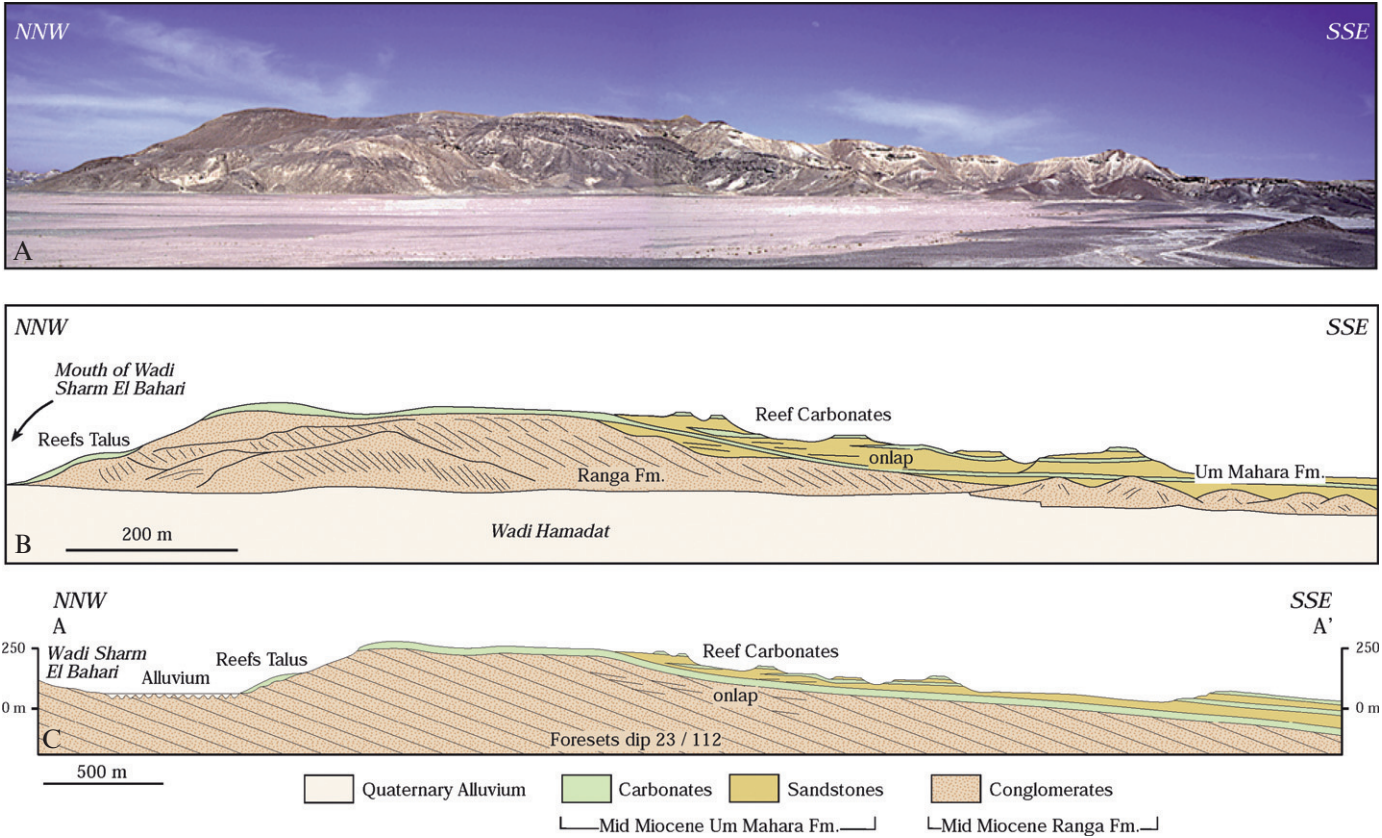 NNW
SSE
A
NNW
SSE
Mouth of Wadi
Sharm El Bahari
Reefs Talus
Reef Carbonates
onlap
Um Mahara Fm.
Ranga Fm.
Wadi Hamadat
200 m
B
NNW
SSE
A
A'
250
250
Wadi Sharm
El Bahari
Reefs Talus
Reef Carbonates
Alluvium
onlap
0 m
0 m
C
Foresets dip 23 / 112
500 m
Quaternary Alluvium
Carbonates
Sandstones
Conglomerates
Mid Miocene Um Mahara Fm.
Mid Miocene Ranga Fm.